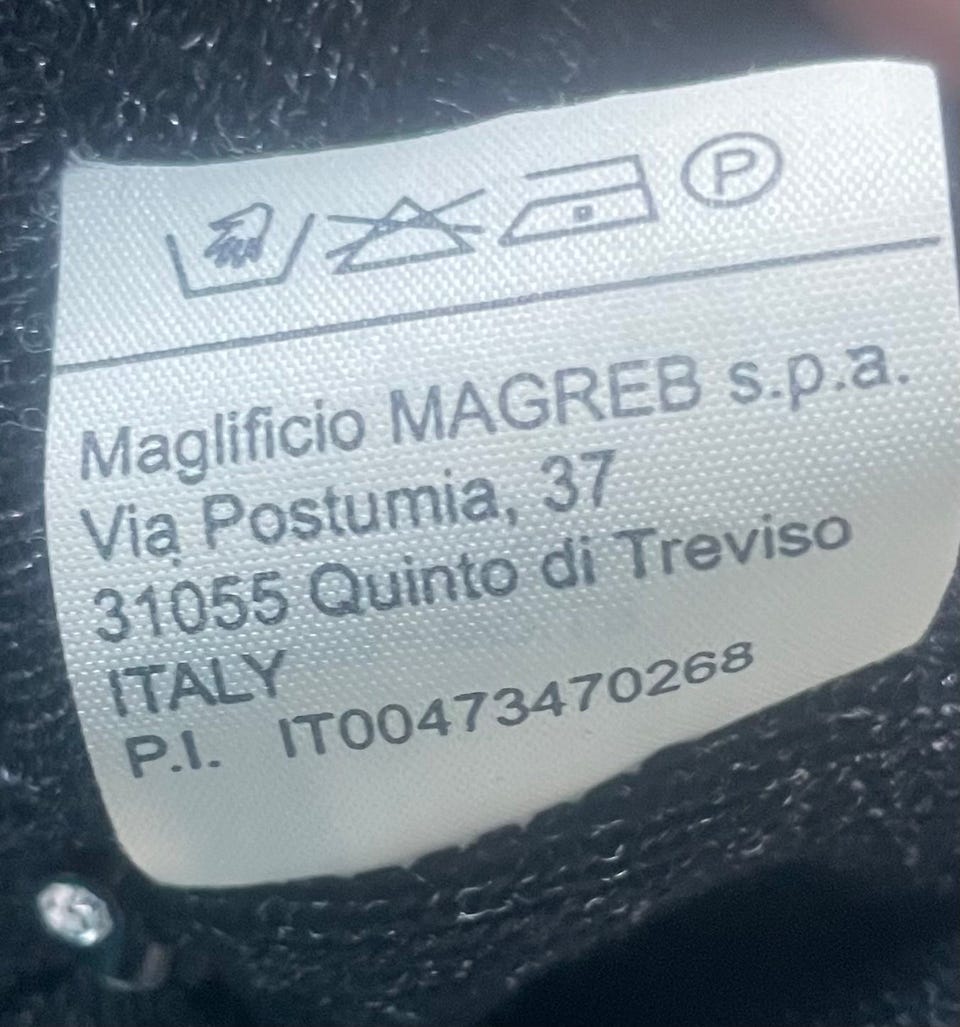 P
Maglificio MAGREB s.p.a.
Via Postumia, 37
31055 Quinto di Treviso
ITALY
P.I. IT00473470268